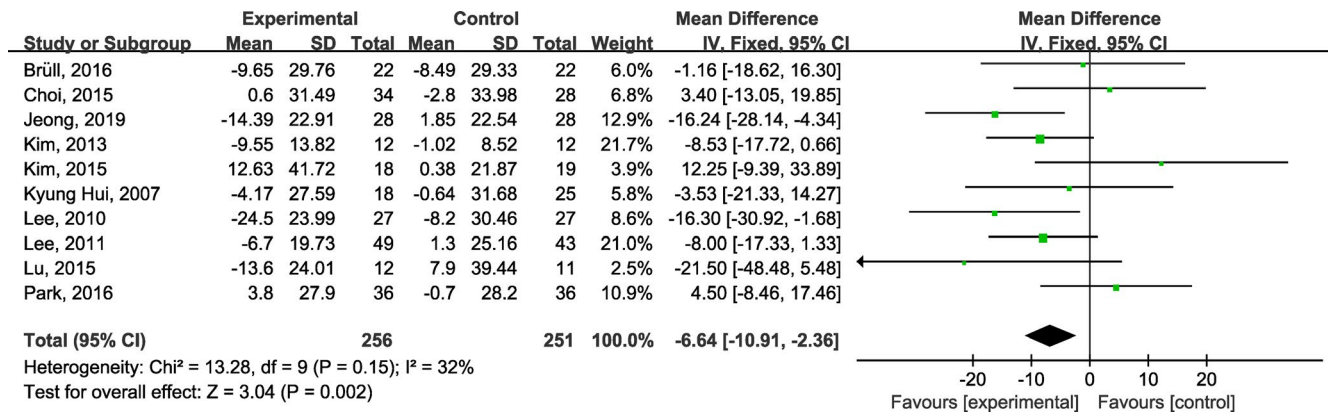 Experimental Control Mean Difference Mean Difference
Study or Subgroup Mean SD Total Mean SD Total Weight IV, Fixed, 95% CI IV, Fixed, 95% CI
Brüll, 2016 -9.65 29.76 22 -8.49 29.33 22 6.0% -1.16 [-18.62, 16.30]
Choi, 2015 0.6 31.49 34 -2.8 33.98 28 6.8% 3.40 [-13.05, 19.85]
Jeong, 2019 -14.39 22.91 28 1.85 22.54 28 12.9% -16.24 [-28.14, -4.34]
Kim, 2013 -9.55 13.82 12 -1.02 8.52 12 21.7% -8.53 [-17.72, 0.66]
Kim, 2015 12.63 41.72 18 0.38 21.87 19 3.9% 12.25 [-9.39, 33.89]
Kyung Hui, 2007 -4.17 27.59 18 -0.64 31.68 25 5.8% -3.53 [-21.33, 14.27]
Lee, 2010 -24.5 23.99 27 -8.2 30.46 27 8.6% -16.30 [-30.92, -1.68]
Lee, 2011 -6.7 19.73 49 1.3 25.16 43 21.0% -8.00 [-17.33, 1.33]
Lu, 2015 -13.6 24.01 12 7.9 39.44 11 2.5% -21.50 [-48.48, 5.48]
Park, 2016 3.8 27.9 36 -0.7 28.2 36 10.9% 4.50 [-8.46, 17.46]
Total (95% CI) 256 251 100.0% -6.64 [-10.91, -2.36]
Heterogeneity: Chi² = 13.28, df = 9 (P = 0.15); I² = 32%
Test for overall effect: Z = 3.04 (P = 0.002)
-20 -10 0 10 20
Favours [experimental] Favours [control]